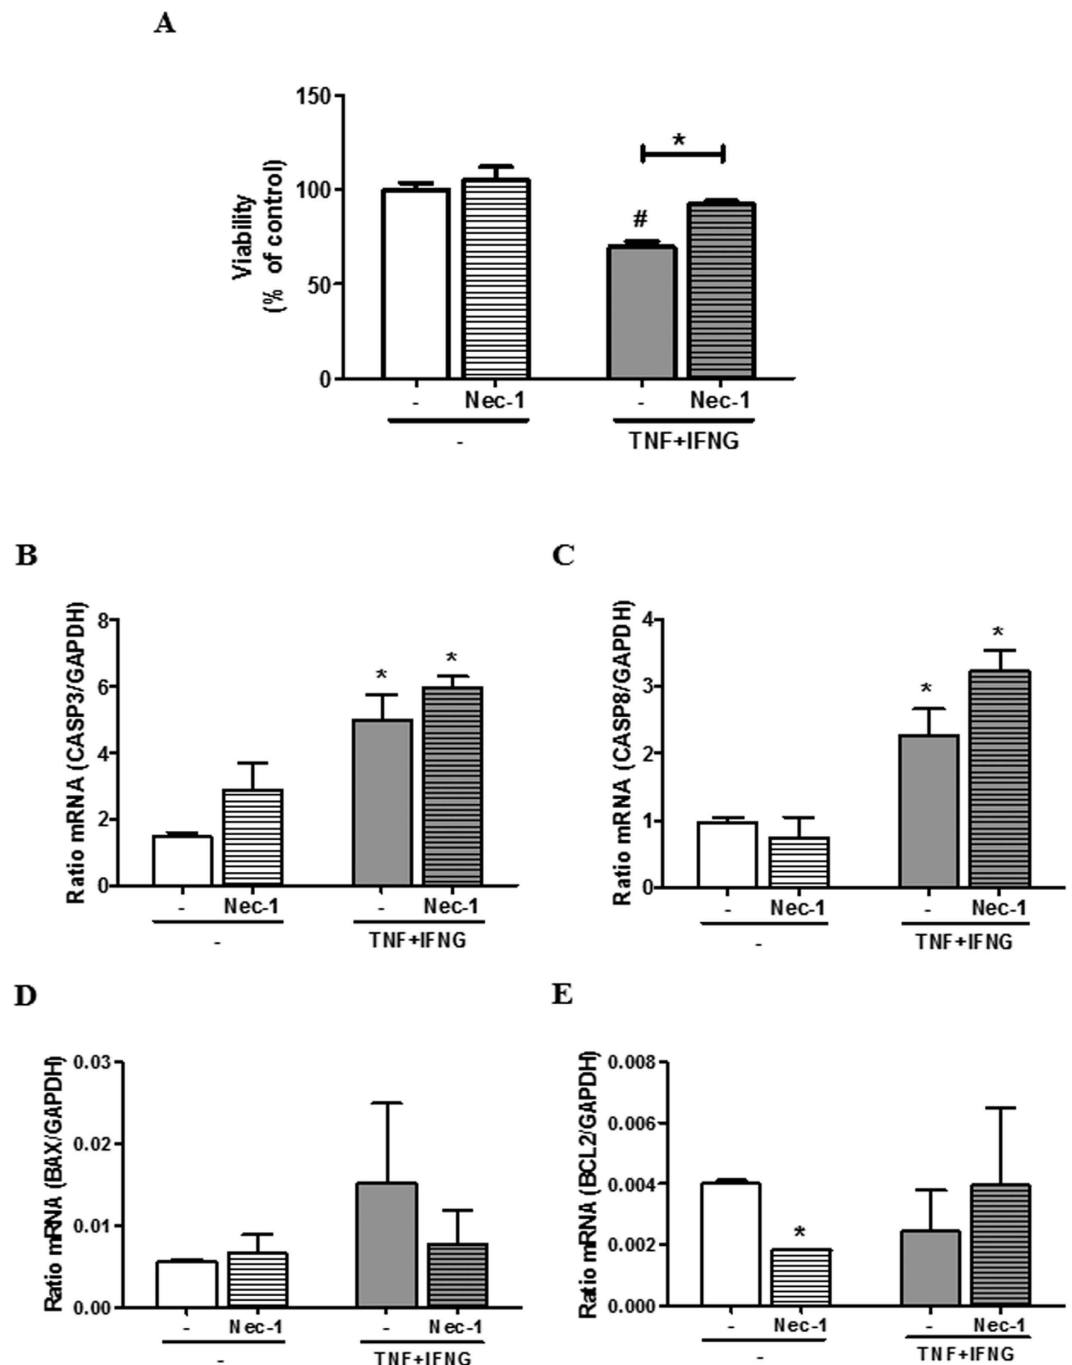 A
Viability
(% of control)
150
100
50
0
*
#
- Nec-1 - Nec-1
- TNF+IFNG
B
Ratio mRNA (CASP3/GAPDH)
8
6
4
2
0
* *
- Nec-1 - Nec-1
- TNF+IFNG
C
Ratio mRNA (CASP8/GAPDH)
4
3
2
1
0
* *
- Nec-1 - Nec-1
- TNF+IFNG
D
Ratio mRNA (BAX/GAPDH)
0.03
0.02
0.01
0.00
- Nec-1 - Nec-1
- TNF+IFNG
E
Ratio mRNA (BCL2/GAPDH)
0.008
0.006
0.004
0.002
0.000
*
- Nec-1 - Nec-1
- TNF+IFNG